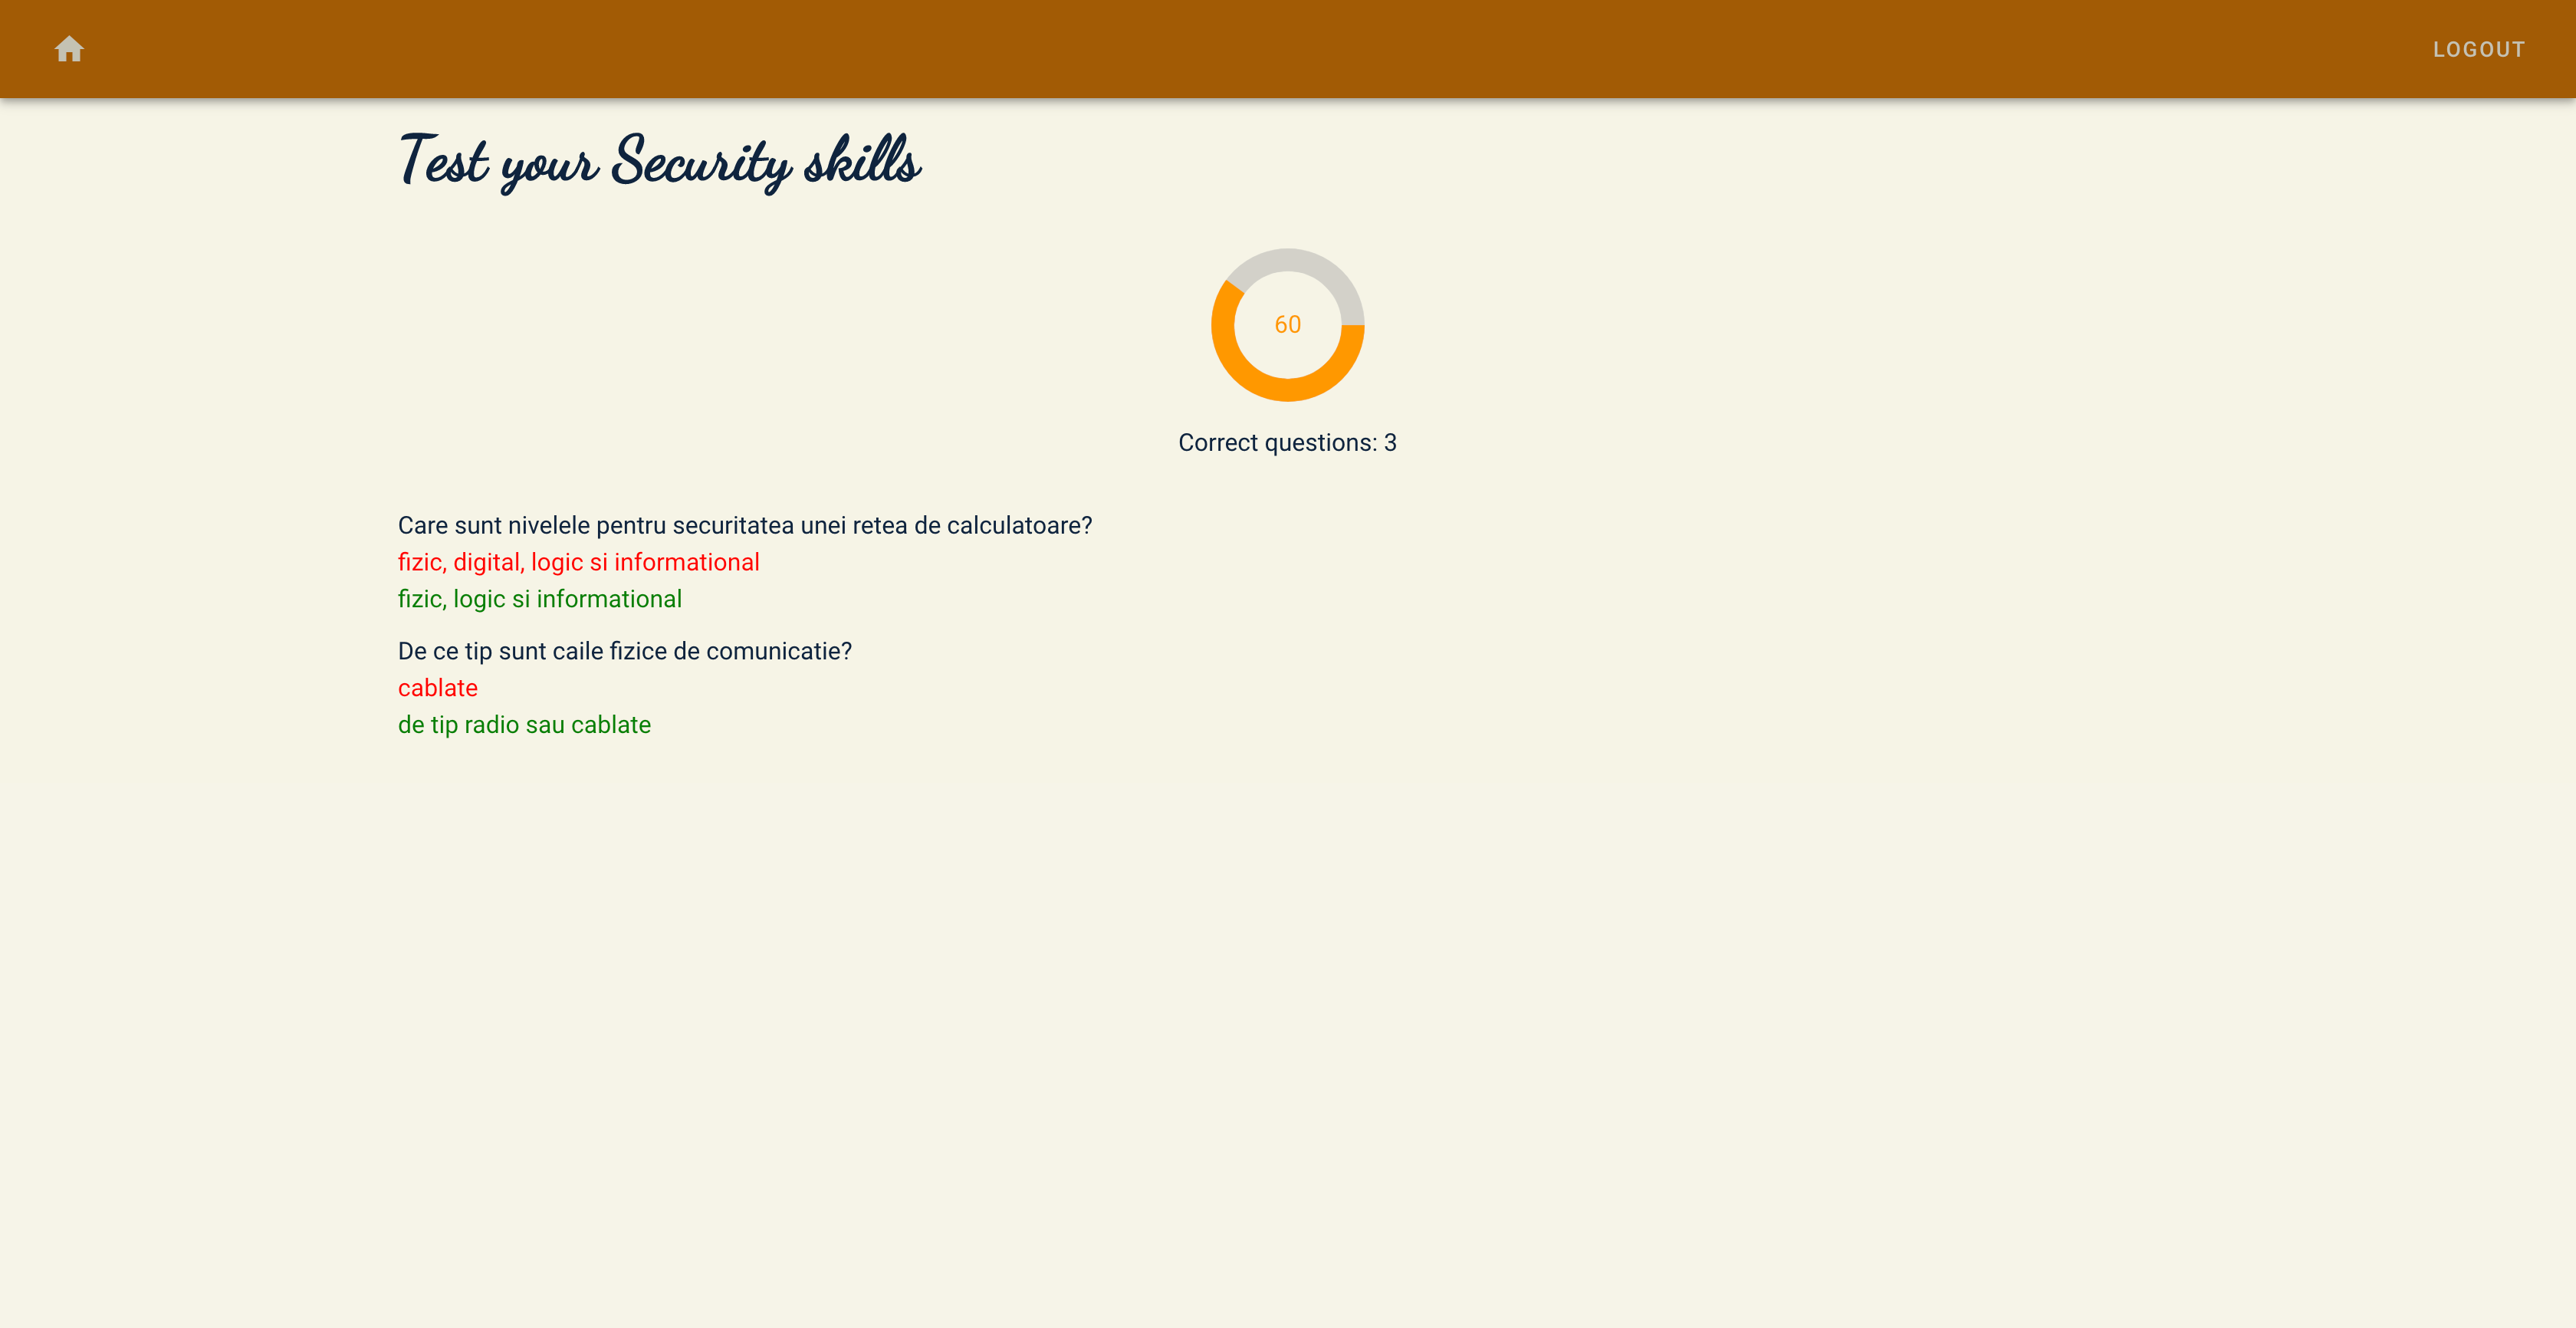 LOGOUT
Test your Security skills
60
Correct questions: 3
Care sunt nivelele pentru securitatea unei retea de calculatoare?
fizic, digital, logic si informational
fizic, logic si informational
De ce tip sunt caile fizice de comunicatie?
cablate
de tip radio sau cablate